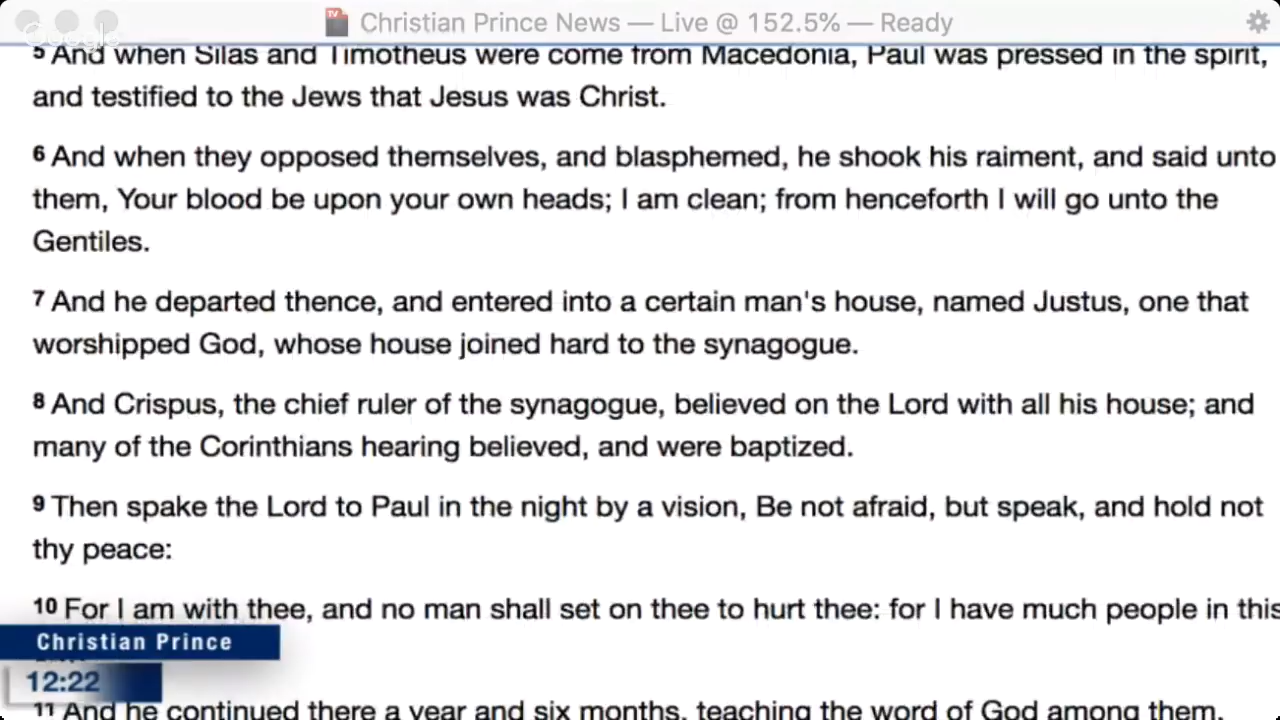 Christian Prince News — Live @ 152.5% — Ready
Google
5 And when Silas and Timotheus were come from Macedonia, Paul was pressed in the spirit,
and testified to the Jews that Jesus was Christ.
6 And when they opposed themselves, and blasphemed, he shook his raiment, and said unto
them, Your blood be upon your own heads; I am clean; from henceforth I will go unto the
Gentiles.
7 And he departed thence, and entered into a certain man's house, named Justus, one that
worshipped God, whose house joined hard to the synagogue.
8 And Crispus, the chief ruler of the synagogue, believed on the Lord with all his house; and
many of the Corinthians hearing believed, and were baptized.
9 Then spake the Lord to Paul in the night by a vision, Be not afraid, but speak, and hold not
thy peace:
10 For I am with thee, and no man shall set on thee to hurt thee: for I have much people in this
Christian Prince
12:22
11 And he continued there a year and six months, teaching the word of God among them.